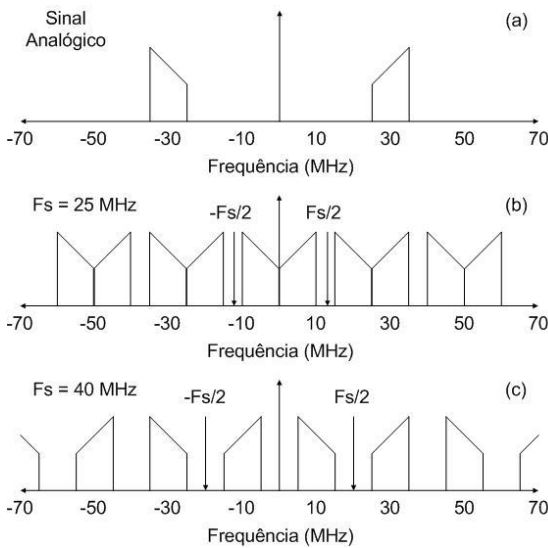 Sinal
Analógico
(a)
-70 -50 -30 -10 10 30 50 70
Frequência (MHz)
Fs = 25 MHz
-Fs/2
Fs/2
(b)
-70 -50 -30 -10 10 30 50 70
Frequência (MHz)
Fs = 40 MHz
-Fs/2
Fs/2
(c)
-70 -50 -30 -10 10 30 50 70
Frequência (MHz)